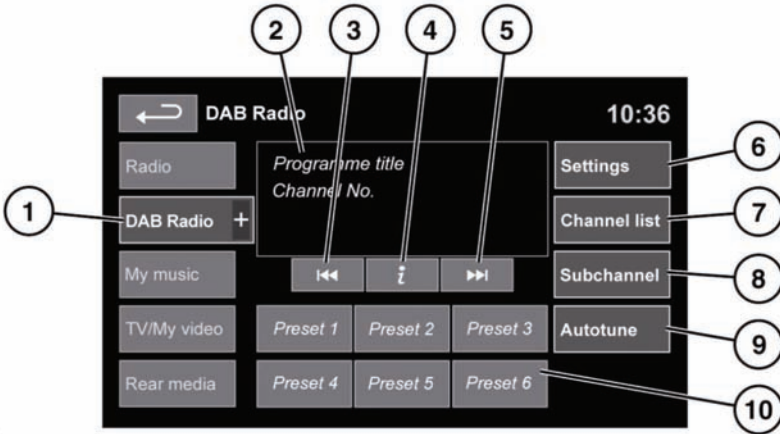 2 3 4 5
DAB Radio 10:36
6
Radio
Programme title
Settings
7
1
DAB Radio +
Channel No.
Channel list
My music
i
Subchannel
8
TV/My video
Preset 1 Preset 2 Preset 3
Autotune
9
Rear media
Preset 4 Preset 5 Preset 6
10